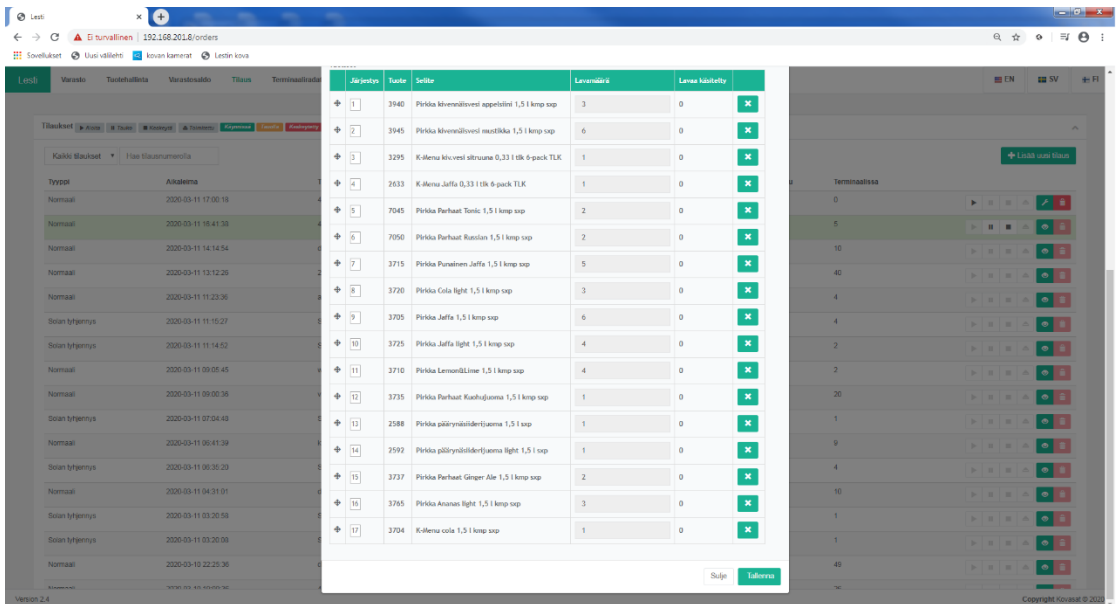 Lesti
Ei turvallinen 192.168.201.8/orders
Sovellukset Uusi välilehti kovan kamerat Lestin kova
Lesti Varasto Tuotehallinta Varastosaldo Tilaus EN SV FI
Järjestys Tuote Selite Lavamäärä Lavaa käsitelty
1 3940 Pirkka kivennäisvesi appelsiini 1,5 l kmp sxp 3 0
2 3945 Pirkka kivennäisvesi mustikka 1,5 l kmp sxp 6 0
3 3295 K-Menu kiv.vesi sitruuna 0,33 l tlk 6-pack TLK 1 0
4 2633 K-Menu Jaffa 0,33 l tlk 6-pack TLK 1 0
5 7045 Pirkka Parhaat Tonic 1,5 l kmp sxp 2 0
6 7050 Pirkka Parhaat Russian 1,5 l kmp sxp 2 0
7 3715 Pirkka Punainen Jaffa 1,5 l kmp sxp 5 0
8 3720 Pirkka Cola light 1,5 l kmp sxp 3 0
9 3705 Pirkka Jaffa 1,5 l kmp sxp 6 0
10 3725 Pirkka Jaffa light 1,5 l kmp sxp 4 0
11 3710 Pirkka Lemon&Lime 1,5 l kmp sxp 4 0
12 3735 Pirkka Parhaat Kuohujuoma 1,5 l kmp sxp 1 0
13 2588 Pirkka päärynäsiiderijuoma 1,5 l sxp 1 0
14 2592 Pirkka päärynäsiiderijuoma light 1,5 l sxp 1 0
15 3737 Pirkka Parhaat Ginger Ale 1,5 l kmp sxp 2 0
16 3765 Pirkka Ananas light 1,5 l kmp sxp 3 0
17 3704 K-Menu cola 1,5 l kmp sxp 1 0
Sulje Tallenna
Tilaukset
Kaikki tilaukset Hae tilausnumerolla Lisää uusi tilaus
Tyyppi Alkuleima Terminaalissa
Normaali 2020-03-11 17:00:16 0
Normaali 5
Normaali 2020-03-11 14:14:54 10
Normaali 2020-03-11 13:12:26 40
Normaali 2020-03-11 11:23:36 4
Solan tyhjennys 2020-03-11 11:15:27 4
Solan tyhjennys 2020-03-11 11:14:52 2
Normaali 2020-03-11 09:05:45 2
Normaali 2020-03-11 09:00:36 20
Solan tyhjennys 2020-03-11 07:04:48 1
Normaali 2020-03-11 06:41:39 9
Solan tyhjennys 2020-03-11 06:35:20 4
Normaali 2020-03-11 04:31:01 10
Solan tyhjennys 2020-03-11 03:20:58 1
Solan tyhjennys 2020-03-11 03:20:06 1
Normaali 2020-03-10 22:25:36 49
Version 2.4 Copyright Kovasat © 2020